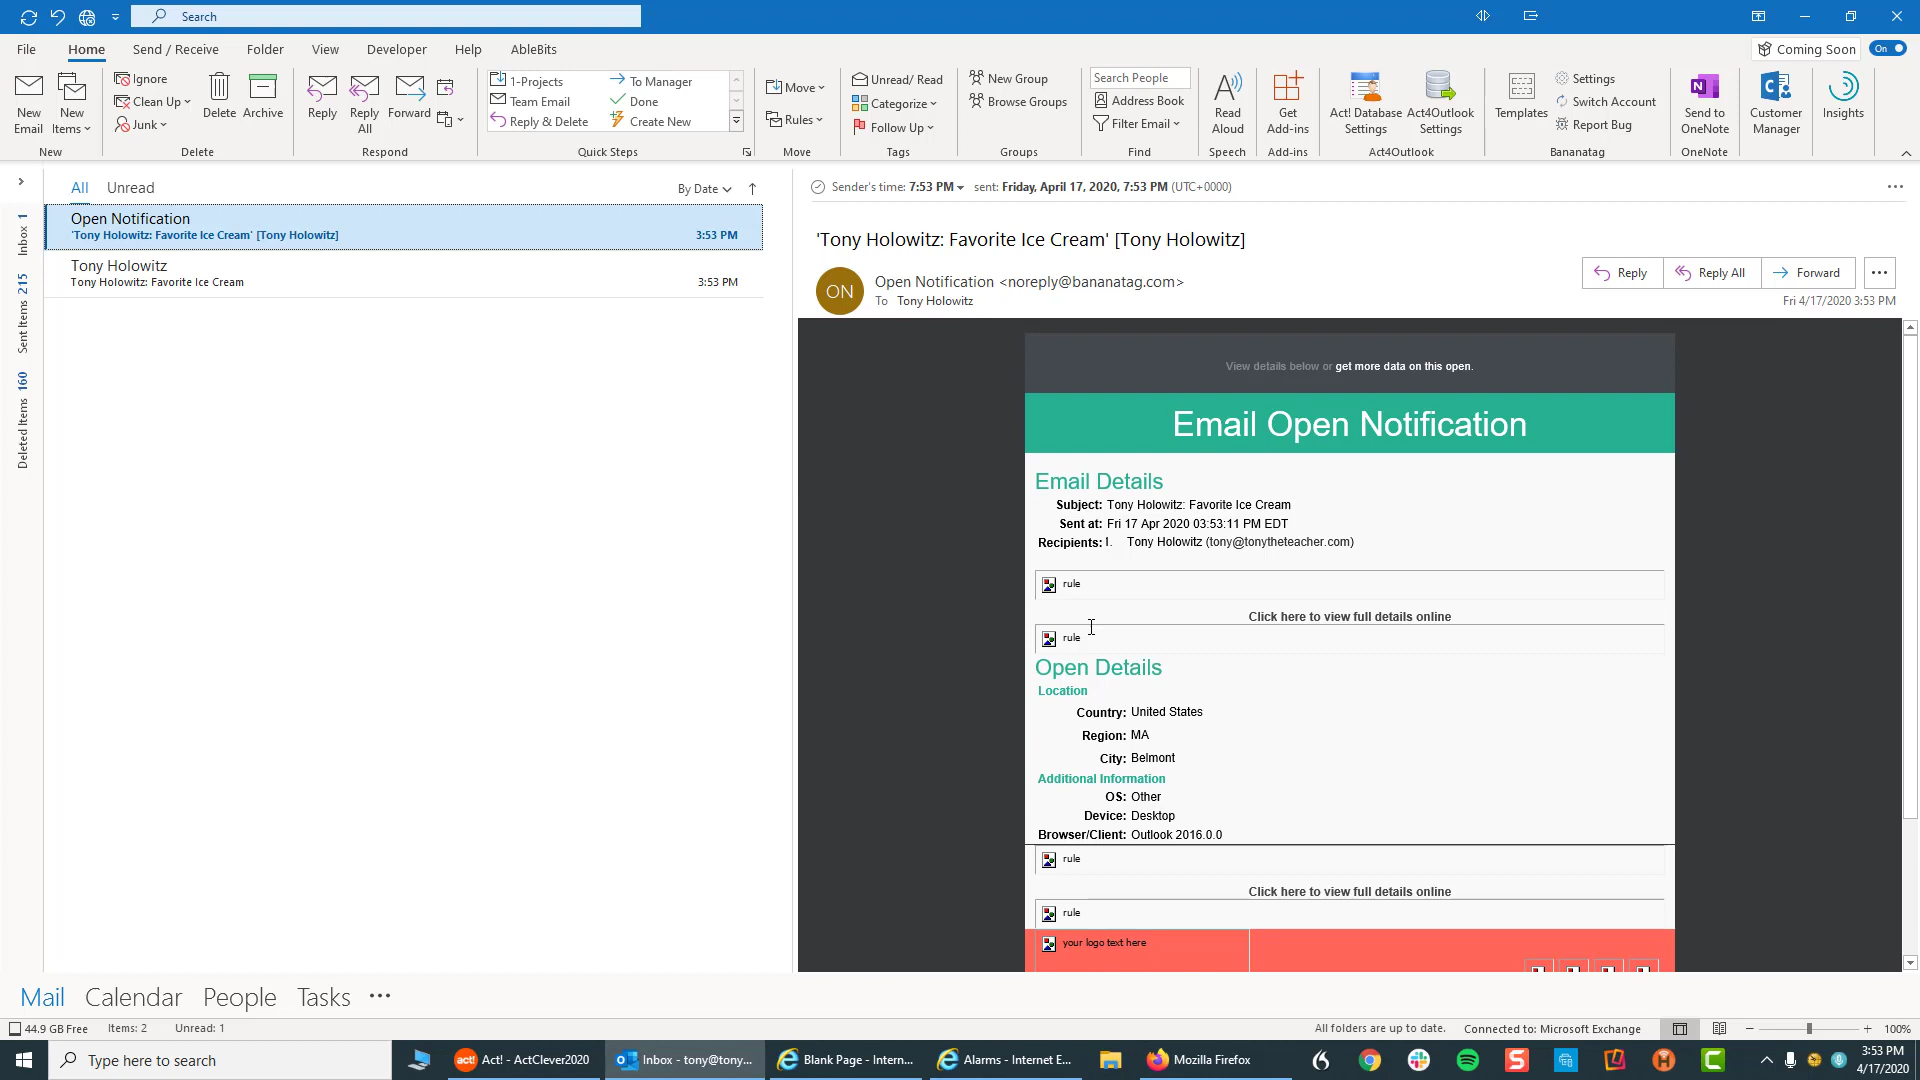 Search
File
Home
Send / Receive
Folder
View
Developer
Help
AbleBits
Coming Soon
On
New Email
New Items
New
Ignore
Clean Up
Junk
Delete
Archive
Delete
Reply
Reply All
Forward
Respond
1-Projects
Team Email
Reply & Delete
To Manager
Done
Create New
Quick Steps
Move
Rules
Move
Unread/ Read
Categorize
Follow Up
Tags
New Group
Browse Groups
Groups
Search People
Address Book
Filter Email
Find
Read Aloud
Speech
Get Add-ins
Add-ins
Act! Database Settings
Act4Outlook Settings
Act4Outlook
Templates
Settings
Switch Account
Report Bug
Bananatag
Send to OneNote
OneNote
Customer Manager
Insights
Inbox 1
Sent Items 215
Deleted Items 160
All
Unread
By Date
Open Notification
'Tony Holowitz: Favorite Ice Cream' [Tony Holowitz]
3:53 PM
Tony Holowitz
Tony Holowitz: Favorite Ice Cream
3:53 PM
Sender's time: 7:53 PM sent: Friday, April 17, 2020, 7:53 PM (UTC+0000)
'Tony Holowitz: Favorite Ice Cream' [Tony Holowitz]
ON
Open Notification <noreply@bananatag.com>
To Tony Holowitz
Reply
Reply All
Forward
Fri 4/17/2020 3:53 PM
View details below or get more data on this open.
Email Open Notification
Email Details
Subject: Tony Holowitz: Favorite Ice Cream
Sent at: Fri 17 Apr 2020 03:53:11 PM EDT
Recipients: 1. Tony Holowitz (tony@tonytheteacher.com)
rule
Click here to view full details online
rule
Open Details
Location
Country: United States
Region: MA
City: Belmont
Additional Information
OS: Other
Device: Desktop
Browser/Client: Outlook 2016.0.0
rule
Click here to view full details online
rule
your logo text here
Mail
Calendar
People
Tasks
44.9 GB Free
Items: 2
Unread: 1
All folders are up to date.
Connected to: Microsoft Exchange
100%
Type here to search
act!
Act! - ActClever2020
Inbox - tony@tony...
Blank Page - Intern...
Alarms - Internet E...
Mozilla Firefox
3:53 PM
4/17/2020